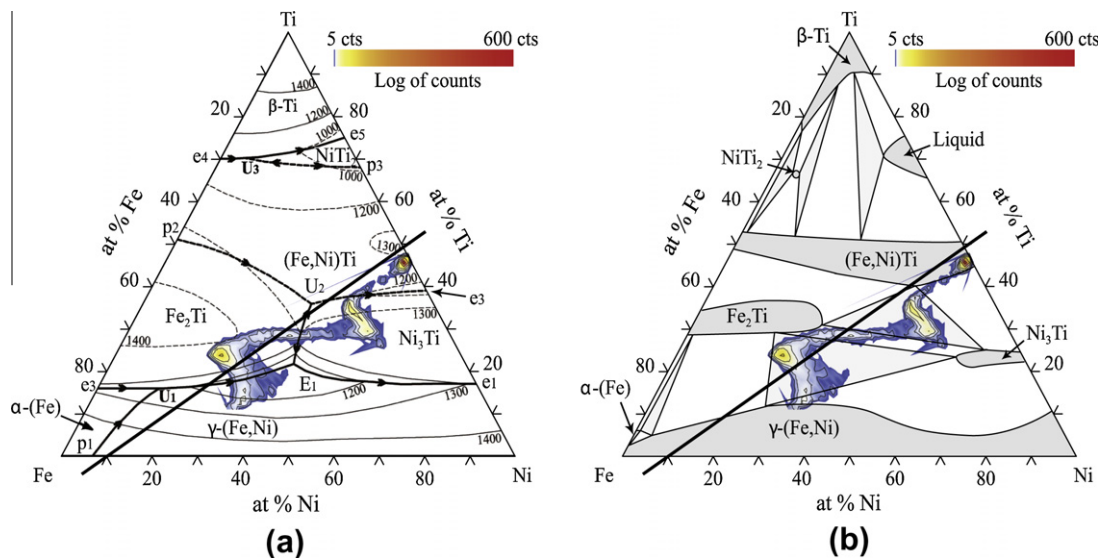 Ti
5 cts
600 cts
Log of counts
β-Ti
1400
1200
1000
20
80
e4
U3
NiTi
e5
p3
1000
at % Fe
at % Ti
40
60
1200
p2
(Fe,Ni)Ti
1300
60
U2
1200
40
e3
Fe2Ti
1300
1400
Ni3Ti
80
20
e3
U1
E1
1200
1300
e1
α-(Fe)
p1
γ-(Fe,Ni)
1400
Fe
Ni
20
40
60
80
at % Ni
(a)
Ti
5 cts
600 cts
Log of counts
β-Ti
20
80
NiTi2
Liquid
at % Fe
at % Ti
40
60
(Fe,Ni)Ti
60
40
Fe2Ti
Ni3Ti
80
20
α-(Fe)
γ-(Fe,Ni)
Fe
Ni
20
40
60
80
at % Ni
(b)